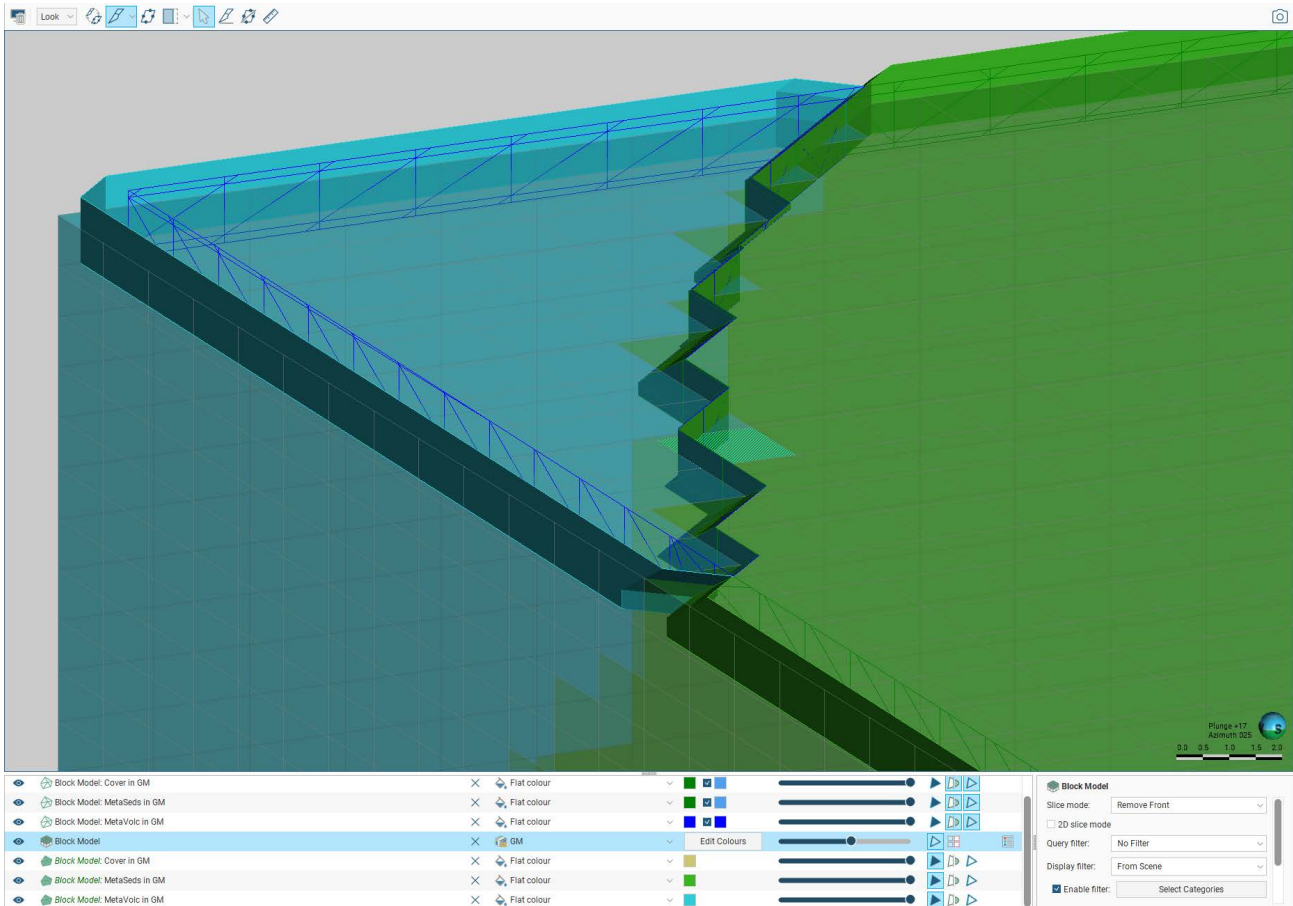 Look
Plunge +17
Azimuth 025
0.0 0.5 1.0 1.5 2.0
Block Model: Cover in GM Flat colour
Block Model: MetaSeds in GM Flat colour
Block Model: MetaVolc in GM Flat colour
Block Model GM Edit Colours
Block Model: Cover in GM Flat colour
Block Model: MetaSeds in GM Flat colour
Block Model: MetaVolc in GM Flat colour
Block Model
Slice mode: Remove Front
2D slice mode
Query filter: No Filter
Display filter: From Scene
Enable filter: Select Categories
S